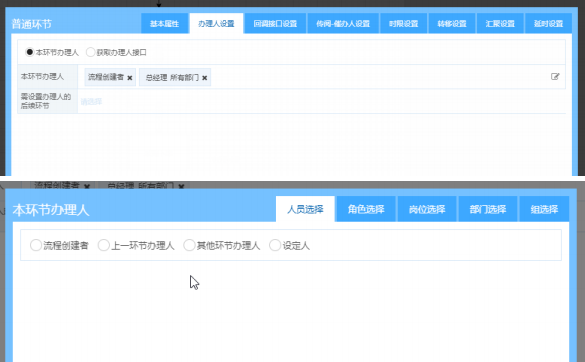 普通环节 基本属性 办理人设置 回调接口设置 传阅-催办人设置 时限设置 转移设置 汇聚设置 延时设置
本环节办理人 获取办理人接口
本环节办理人 流程创建者 × 总经理 所有部门 ×
需设置办理人的
后续环节
请选择
流程创建者 × 总经理 所有部门 ×
本环节办理人 人员选择 角色选择 岗位选择 部门选择 组选择
流程创建者 上一环节办理人 其他环节办理人 设定人